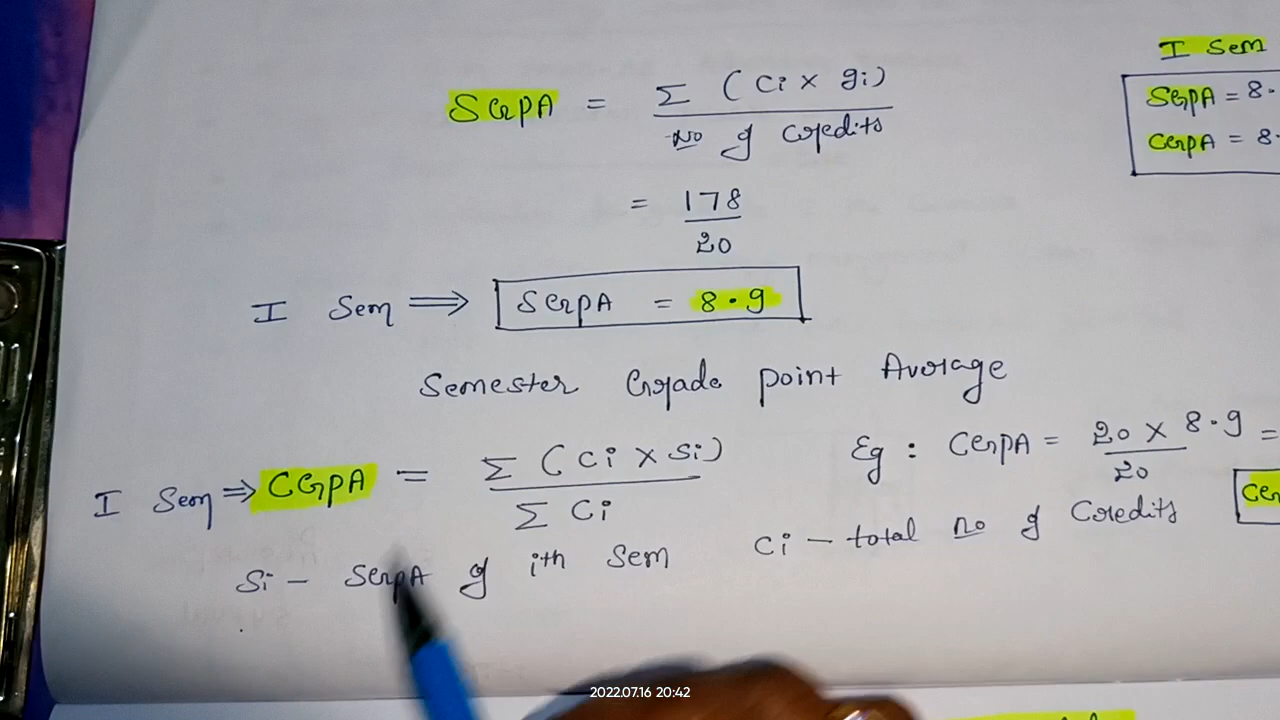 I Sem
SGPA = 8.
CGPA = 8.
SGPA = Σ (Ci × gi)
No of Credits
= 178
20
I Sem ⇒ SGPA = 8.9
Semester Grade point Average
I Sem ⇒ CGPA = Σ (Ci × Si)
Σ Ci
Eg : CGPA = 20 × 8.9 =
20
Si – SGPA of ith Sem
Ci – total no of Credits
2022.07.16 20:42